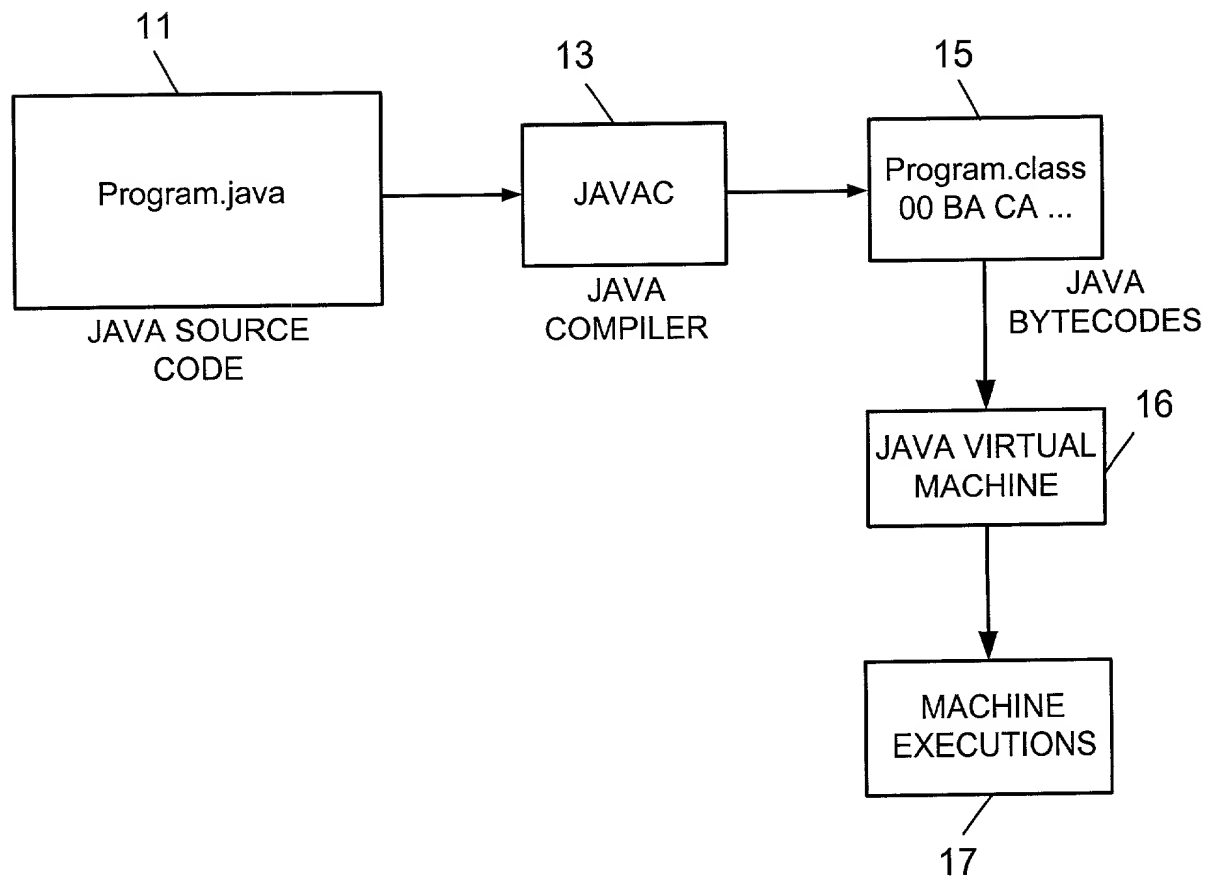 11
13
15
Program.java
JAVAC
Program.class
00 BA CA ...
JAVA SOURCE
CODE
JAVA
COMPILER
JAVA
BYTECODES
16
JAVA VIRTUAL
MACHINE
MACHINE
EXECUTIONS
17